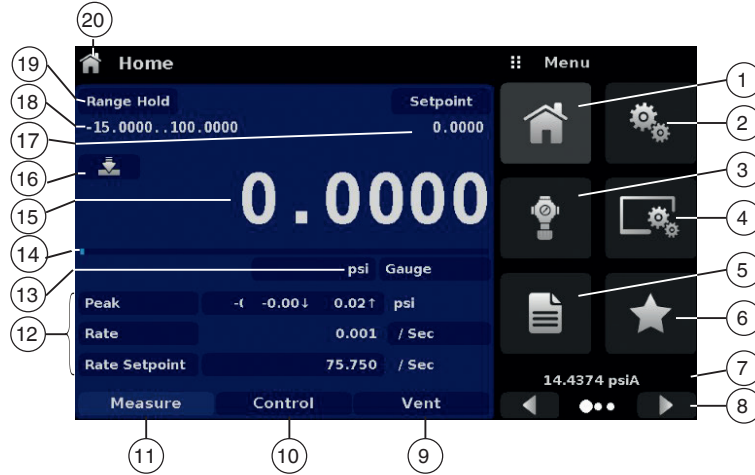 20
Home
Menu
19
Range Hold
Setpoint
1
18
-15.0000..100.0000
0.0000
17
2
16
3
15
0.0000
4
14
13
psi Gauge
5
12
Peak
-0.00↓ 0.02↑ psi
6
Rate
0.001 / Sec
Rate Setpoint
75.750 / Sec
7
14.4374 psiA
Measure
Control
Vent
8
11
10
9